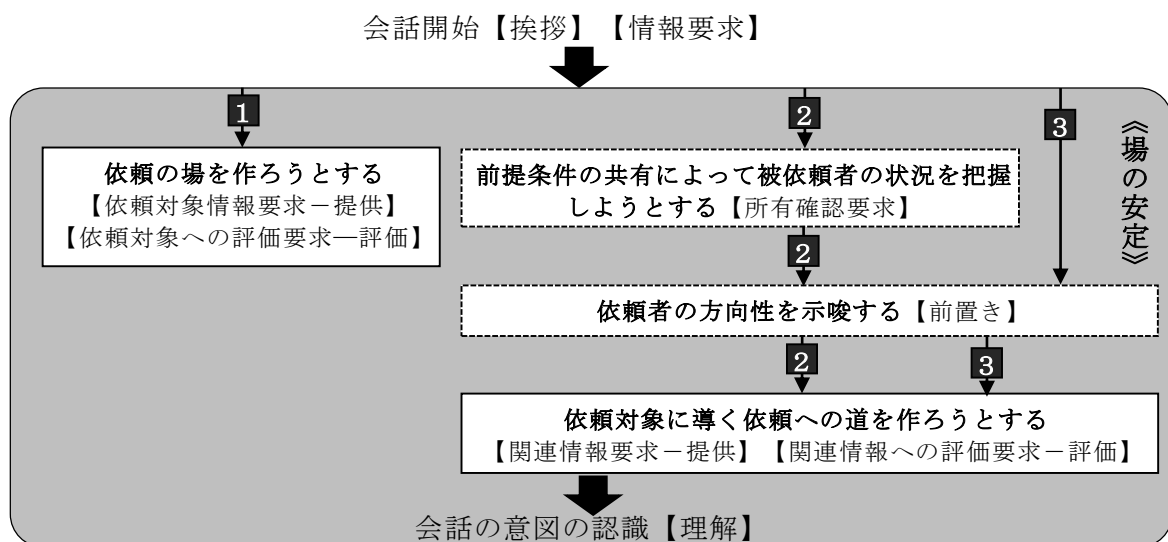 会話開始【挨拶】【情報要求】
1
2
3
《場の安定》
依頼の場を作ろうとする
【依頼対象情報要求－提供】
【依頼対象への評価要求―評価】
前提条件の共有によって被依頼者の状況を把握
しようとする【所有確認要求】
2
依頼者の方向性を示唆する【前置き】
2
3
依頼対象に導く依頼への道を作ろうとする
【関連情報要求－提供】【関連情報への評価要求－評価】
会話の意図の認識【理解】